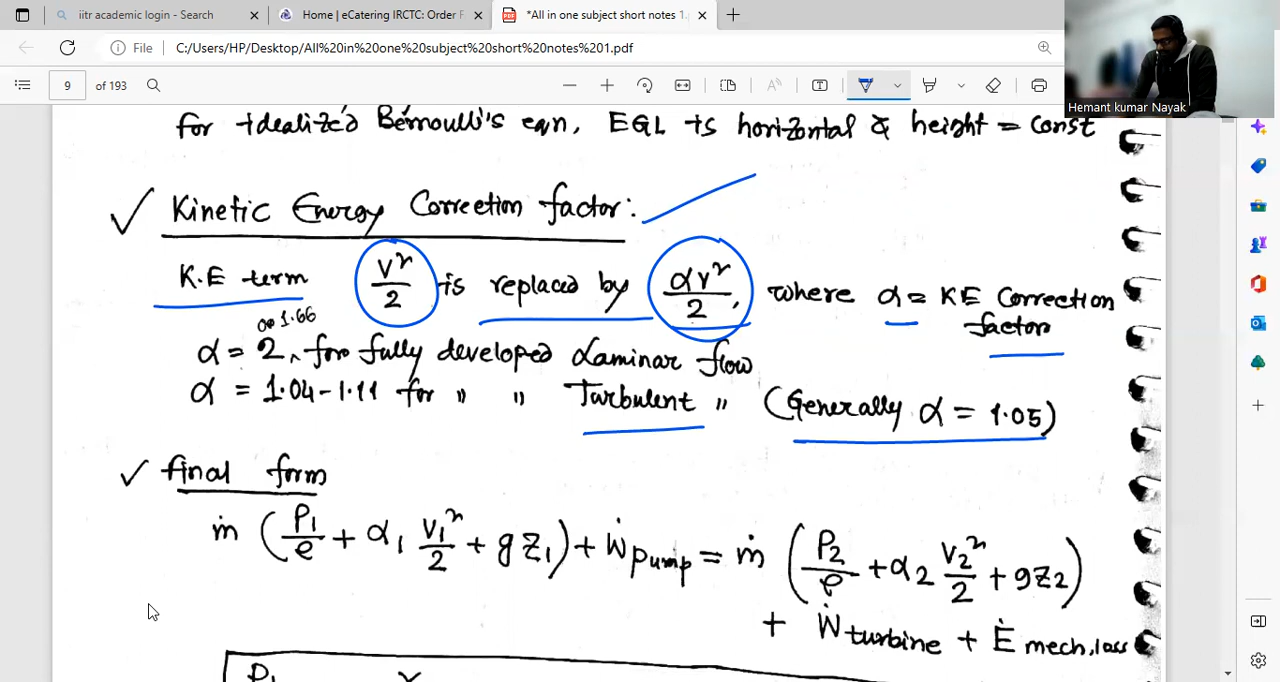 iitr academic login - Search
Home | eCatering IRCTC: Order F
*All in one subject short notes 1.p
File
C:/Users/HP/Desktop/All%20in%20one%20subject%20short%20notes%201.pdf
9 of 193
Hemant kumar Nayak
for idealized Bernoulli's eqn, EGL is horizontal & height = const
✓ Kinetic Energy Correction factor:
K.E term V²/2 is replaced by αV²/2, where α = KE Correction
factor
or 1.66
α = 2, for fully developed Laminar flow
α = 1.04-1.11 for " " Turbulent " (Generally α = 1.05)
✓ final form
ṁ (P1/ρ + α1 V1²/2 + gZ1) + Ẇpump = ṁ (P2/ρ + α2 V2²/2 + gZ2)
+ Ẇturbine + Ė mech,loss